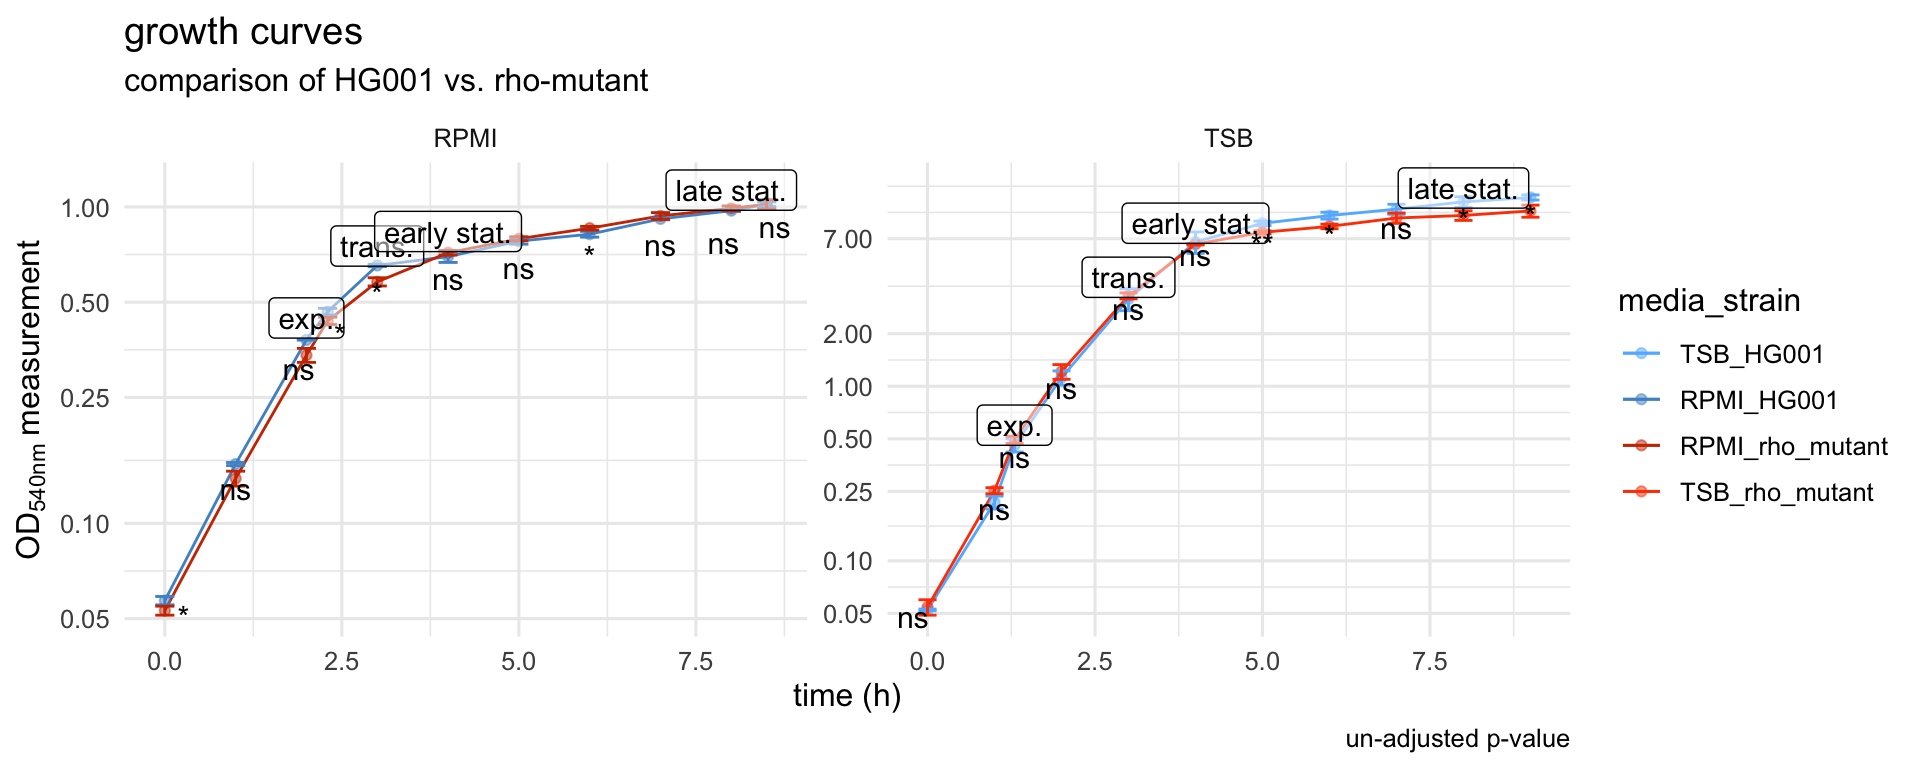 growth curves
comparison of HG001 vs. rho-mutant
RPMI
TSB
OD540nm measurement
1.00
0.50
0.25
0.10
0.05
late stat.
early stat.
trans.
exp.
ns
ns
ns
ns
*
ns
ns
*
*
ns
ns
*
0.0
2.5
5.0
7.5
7.00
2.00
1.00
0.50
0.25
0.10
0.05
late stat.
early stat.
trans.
exp.
*
*
ns
*
**
ns
ns
ns
ns
ns
ns
0.0
2.5
5.0
7.5
time (h)
media_strain
TSB_HG001
RPMI_HG001
RPMI_rho_mutant
TSB_rho_mutant
un-adjusted p-value